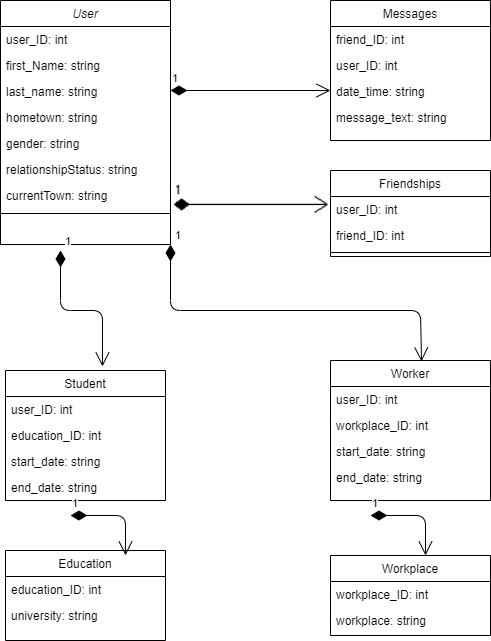 User
user_ID: int
first_Name: string
last_name: string
hometown: string
gender: string
relationshipStatus: string
currentTown: string
1
Messages
friend_ID: int
user_ID: int
date_time: string
message_text: string
1
Friendships
user_ID: int
friend_ID: int
1
1
Student
user_ID: int
education_ID: int
start_date: string
end_date: string
1
Worker
user_ID: int
workplace_ID: int
start_date: string
end_date: string
1
Education
education_ID: int
university: string
Workplace
workplace_ID: int
workplace: string